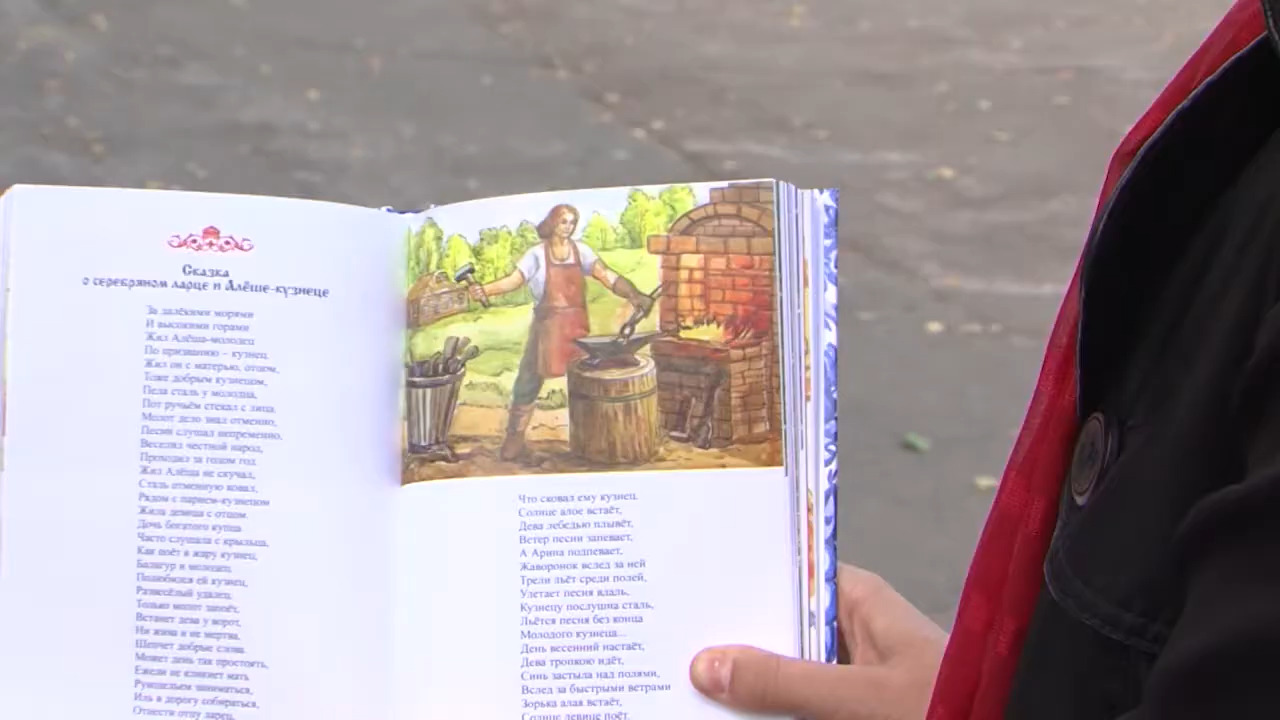 Сказка
о серебряном ларце и Алёше-кузнеце
За далёкими морями
И высокими горами
Жил Алёша-молодец
По призванию – кузнец.
Жил он с матерью, отцом,
Тоже добрым кузнецом,
Пела сталь у молодца,
Пот ручьём стекал с лица.
Молот дело знал отменно,
Песни слушал непременно.
Веселил честной народ,
Проходил за годом год.
Жил Алёша не скучал,
Сталь отменную ковал,
Рядом с парнем-кузнецом
Жила девица с отцом.
Дочь богатого купца
Часто слушала с крыльца,
Как поёт в жару кузнец,
Балагур и молодец.
Полюбился ей кузнец,
Развесёлый удалец.
Только молот запоёт,
Встанет дева у ворот,
Ни жива и не мертва,
Шепчет добрые слова.
Может день так простоять,
Ежели не кликнет мать
Рукодельем заниматься,
Иль в дорогу собираться,
Отнести отцу ларец,
Что сковал ему кузнец.
Солнце алое встаёт,
Дева лебедью плывёт,
Ветер песни запевает,
А Арина подпевает,
Жаворонок вслед за ней
Трели льёт среди полей,
Улетает песня вдаль,
Кузнецу послушна сталь,
Льётся песня без конца
Молодого кузнеца...
День весенний настаёт,
Дева тропкою идёт,
Синь застыла над полями,
Вслед за быстрыми ветрами
Зорька алая встаёт,
Солнце девице поёт.